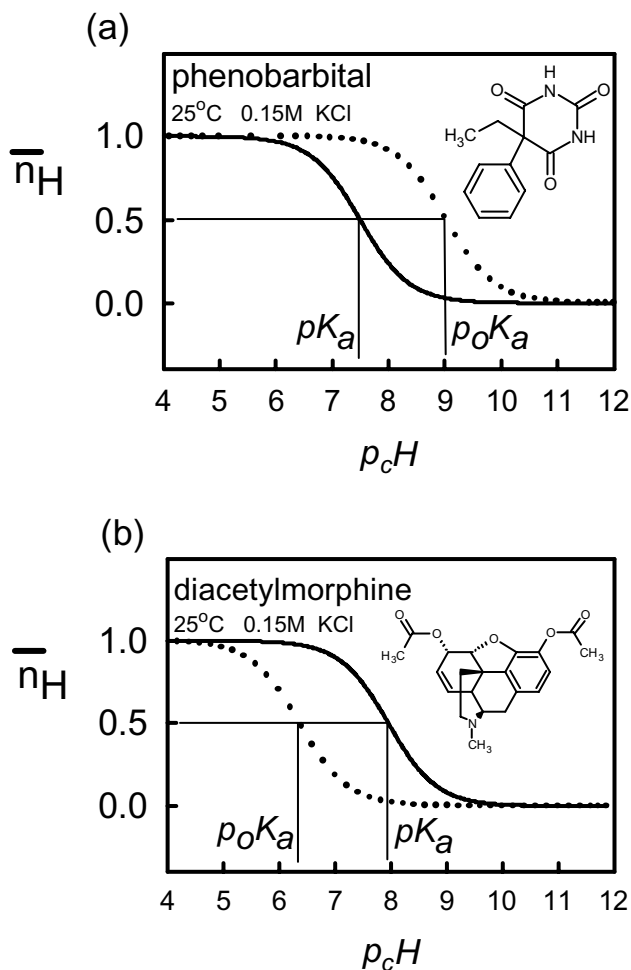 (a)
phenobarbital
25°C 0.15M KCl
H
N
O
O
NH
H₃C
O
1.0
n̅H
0.5
0.0
pKa
poKa
4 5 6 7 8 9 10 11 12
pcH
(b)
diacetylmorphine
25°C 0.15M KCl
O
O
CH₃
O
O
O
CH₃
N
CH₃
1.0
n̅H
0.5
0.0
poKa
pKa
4 5 6 7 8 9 10 11 12
pcH